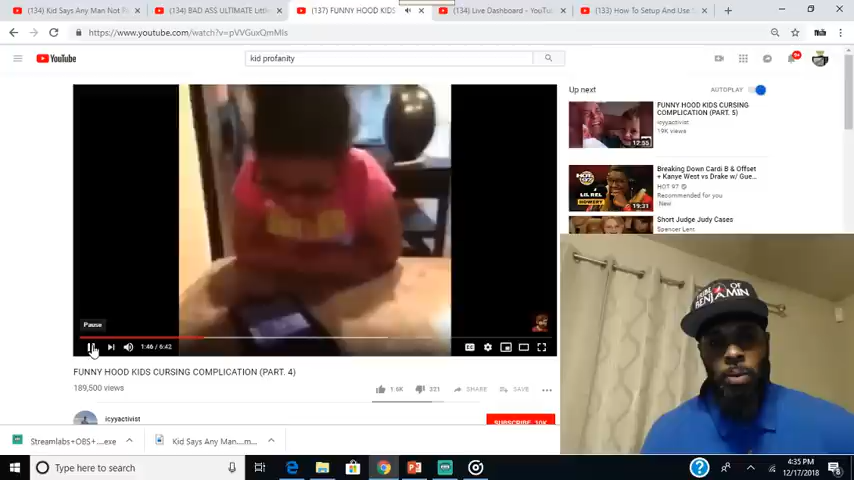 (134) Kid Says Any Man Not P
(134) BAD ASS ULTIMATE Littl
(137) FUNNY HOOD KIDS
(134) Live Dashboard - YouTu
(133) How To Setup And Use
https://www.youtube.com/watch?v=pVVGuxQmMIs
YouTube
kid profanity
Up next
AUTOPLAY
FUNNY HOOD KIDS CURSING
COMPLICATION (PART. 5)
icyyactivist
19K views
12:55
Breaking Down Cardi B & Offset
+ Kanye West vs Drake w/ Gue...
HOT 97
Recommended for you
New
19:31
Short Judge Judy Cases
Spencer Lent
Pause
1:46 / 6:42
FUNNY HOOD KIDS CURSING COMPLICATION (PART. 4)
189,500 views
1.6K
321
SHARE
SAVE
icyyactivist
SUBSCRIBE 10K
TRIBE OF
BENJAMIN
Streamlabs+OBS+....exe
Kid Says Any Man....m...
Type here to search
4:35 PM
12/17/2018